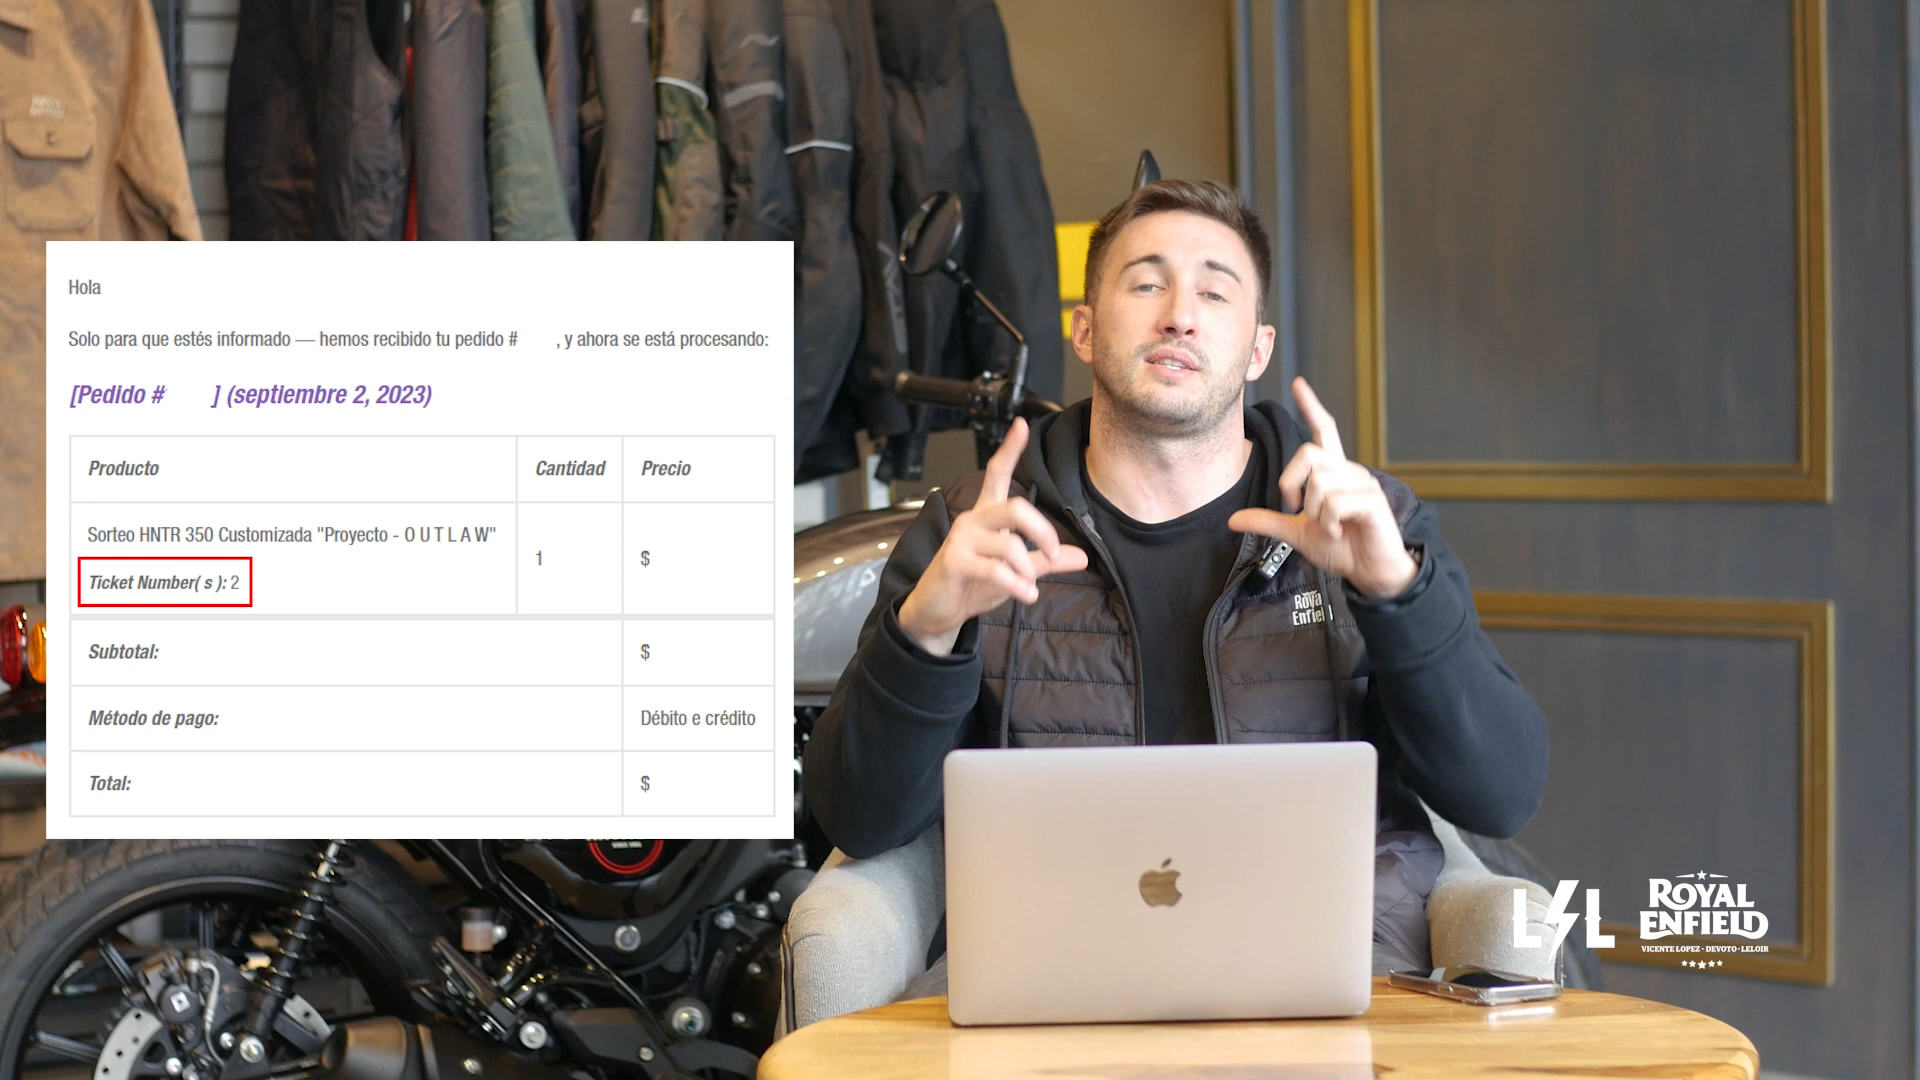 Hola
Solo para que estés informado — hemos recibido tu pedido # , y ahora se está procesando:
[Pedido # ] (septiembre 2, 2023)
Producto Cantidad Precio
Sorteo HNTR 350 Customizada "Proyecto - O U T L A W"
Ticket Number( s ): 2
1 $
Subtotal: $
Método de pago: Débito e crédito
Total: $
Royal
Enfield
L L
ROYAL
ENFIELD
VICENTE LOPEZ · DEVOTO · LELOIR